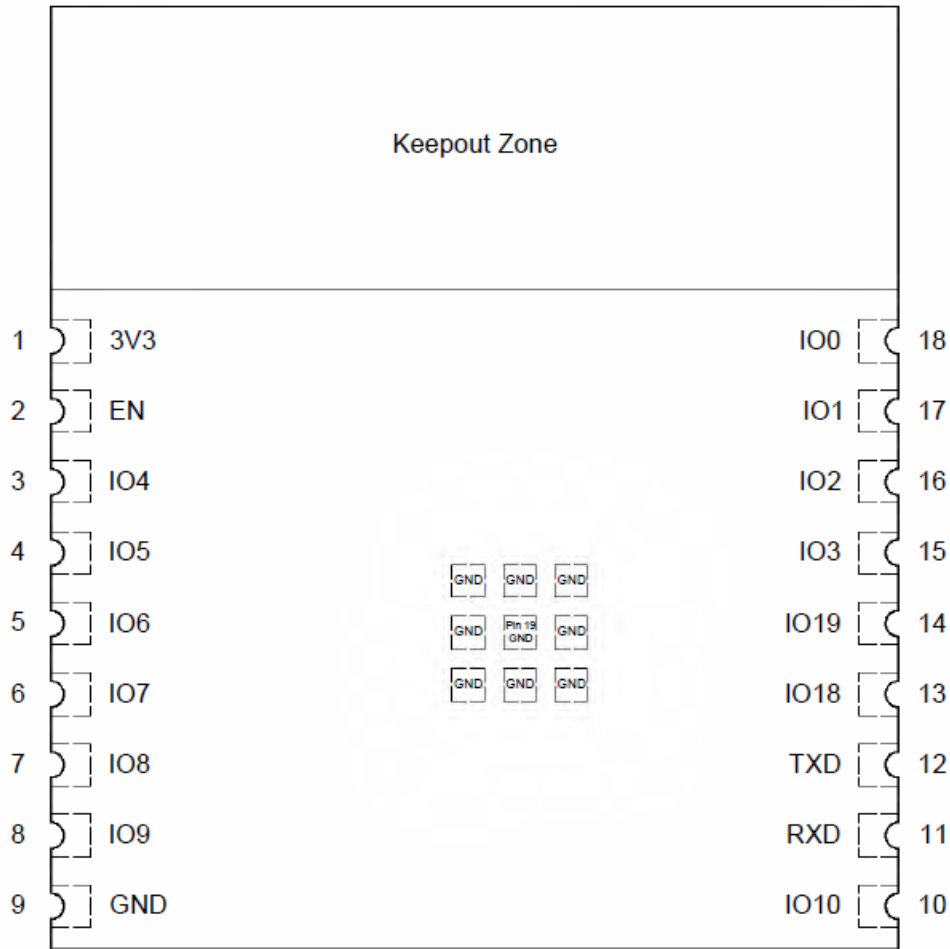 Keepout Zone
1 3V3 IO0 18
2 EN IO1 17
3 IO4 IO2 16
4 IO5 IO3 15
GND GND GND
5 IO6 GND Pin 19 GND GND IO19 14
6 IO7 GND GND GND IO18 13
7 IO8 TXD 12
8 IO9 RXD 11
9 GND IO10 10